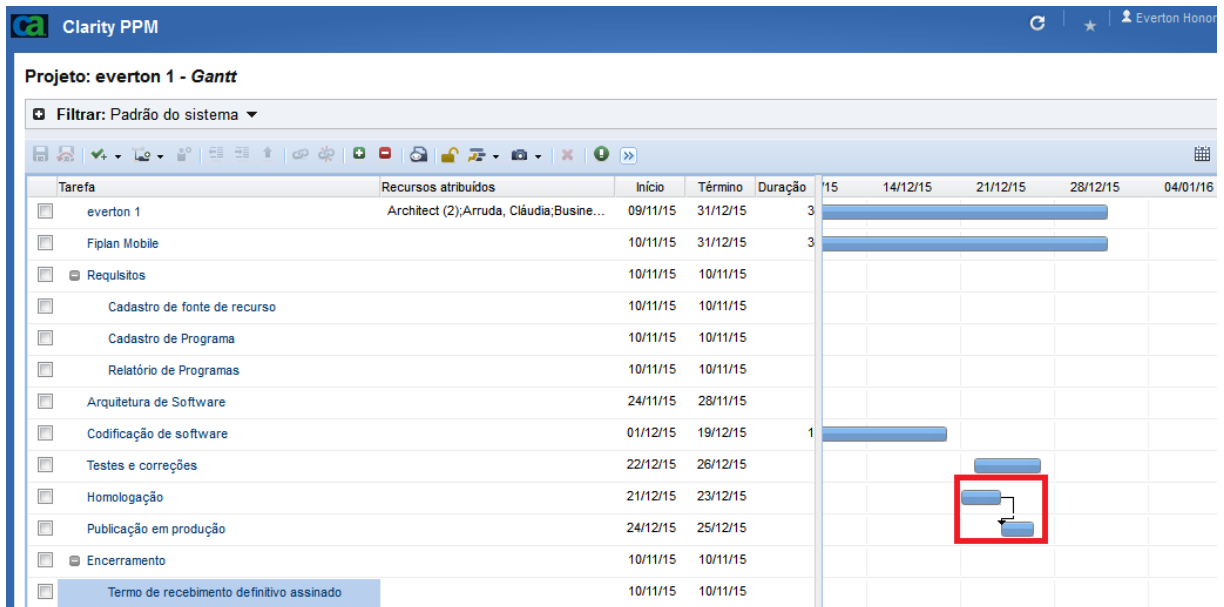 ca Clarity PPM Everton Honor
Projeto: everton 1 - Gantt
Filtrar: Padrão do sistema
Tarefa Recursos atribuídos Início Término Duração '15 14/12/15 21/12/15 28/12/15 04/01/16
everton 1 Architect (2);Arruda, Cláudia;Busine... 09/11/15 31/12/15 3
Fiplan Mobile 10/11/15 31/12/15 3
Requisitos 10/11/15 10/11/15
Cadastro de fonte de recurso 10/11/15 10/11/15
Cadastro de Programa 10/11/15 10/11/15
Relatório de Programas 10/11/15 10/11/15
Arquitetura de Software 24/11/15 28/11/15
Codificação de software 01/12/15 19/12/15 1
Testes e correções 22/12/15 26/12/15
Homologação 21/12/15 23/12/15
Publicação em produção 24/12/15 25/12/15
Encerramento 10/11/15 10/11/15
Termo de recebimento definitivo assinado 10/11/15 10/11/15